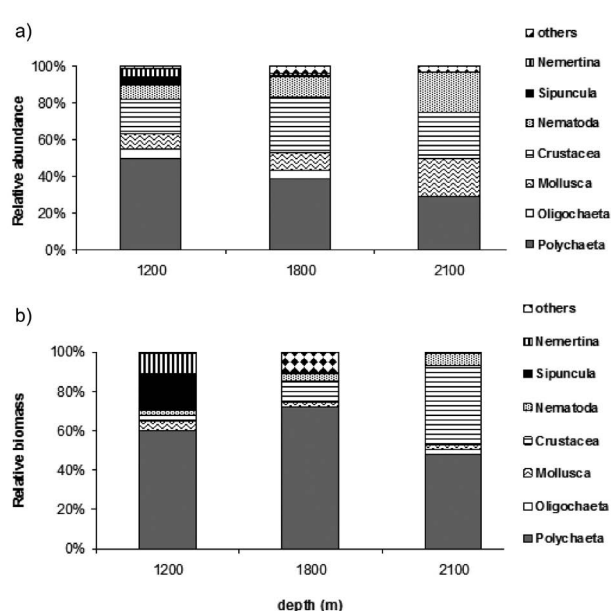 a)
Relative abundance
100%
80%
60%
40%
20%
0%
1200 1800 2100
others
Nemertina
Sipuncula
Nematoda
Crustacea
Mollusca
Oligochaeta
Polychaeta
b)
Relative biomass
100%
80%
60%
40%
20%
0%
1200 1800 2100
depth (m)
others
Nemertina
Sipuncula
Nematoda
Crustacea
Mollusca
Oligochaeta
Polychaeta